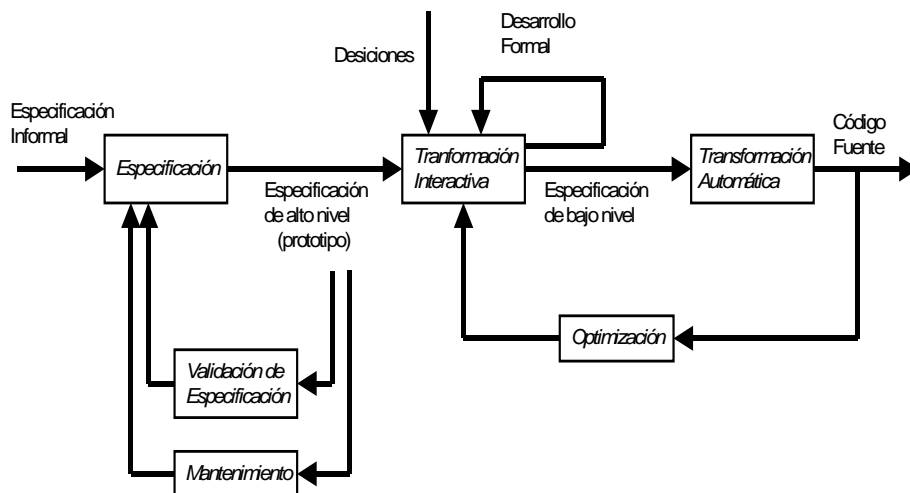 Desarrollo
Formal
Desiciones
Especificación
Informal
Código
Fuente
Especificación
Tranformación
Interactiva
Transformación
Automática
Especificación
de alto nivel
(prototipo)
Especificación
de bajo nivel
Optimización
Validación de
Especificación
Mantenimiento